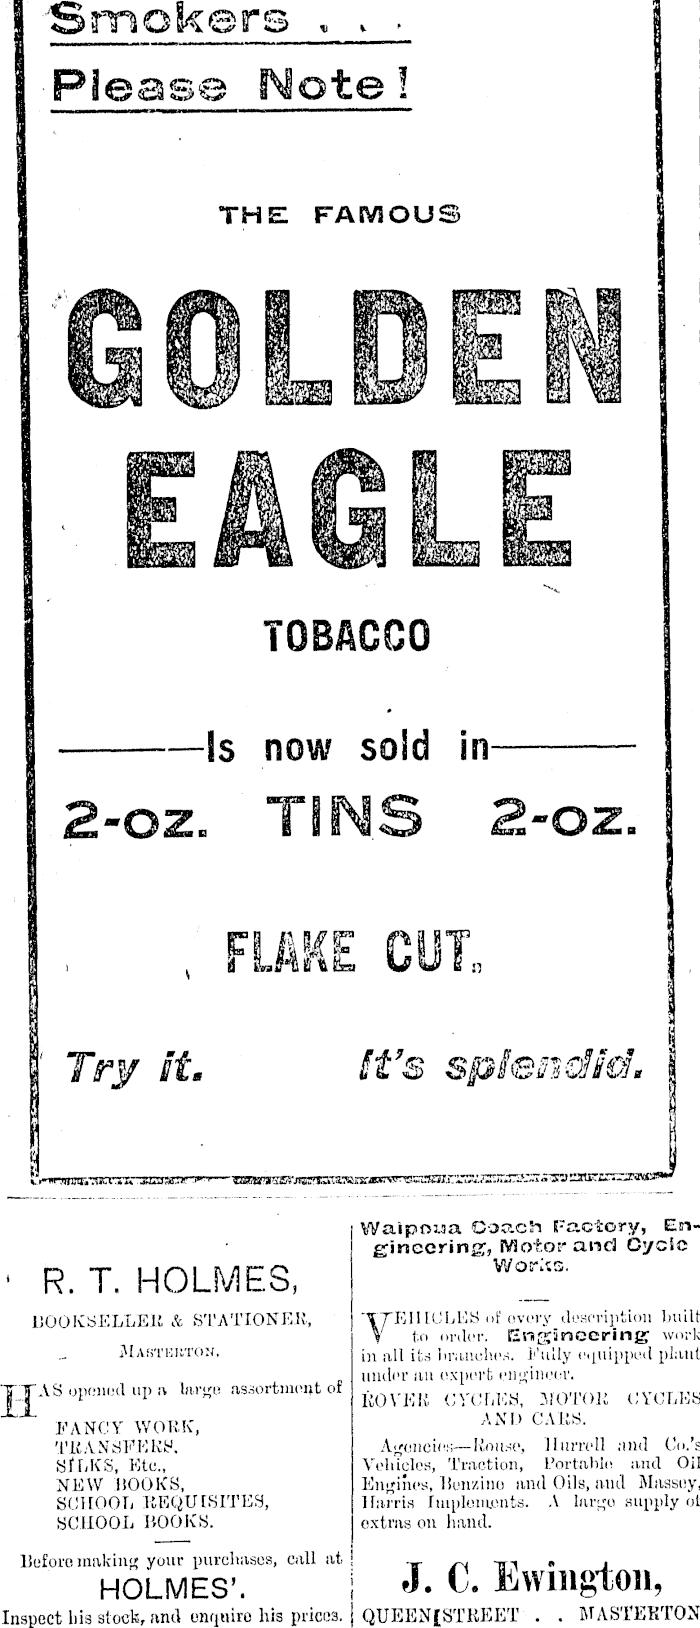 Smokers . . .
Please Note!
THE FAMOUS
GOLDEN
EAGLE
TOBACCO
Is now sold in
2-oz. TINS 2-oz.
FLAKE CUT.
Try it. It's splendid.
R. T. HOLMES,
BOOKSELLER & STATIONER,
MASTERTON.
HAS opened up a large assortment of
FANCY WORK,
TRANSFERS,
SILKS, Etc.,
NEW BOOKS,
SCHOOL REQUISITES,
SCHOOL BOOKS.
Before making your purchases, call at
HOLMES'.
Inspect his stock, and enquire his prices.
Waipoua Coach Factory, En-
gineering, Motor and Cycle
Works.
VEHICLES of every description built
to order. Engineering work
in all its branches. Fully equipped plant
under an expert engineer.
ROVER CYCLES, MOTOR CYCLES
AND CARS.
Agencies—Rouse, Hurrell and Co.'s
Vehicles, Traction, Portable and Oil
Engines, Benzine and Oils, and Massey,
Harris Implements. A large supply of
extras on hand.
J. C. Ewington,
QUEEN STREET . . MASTERTON